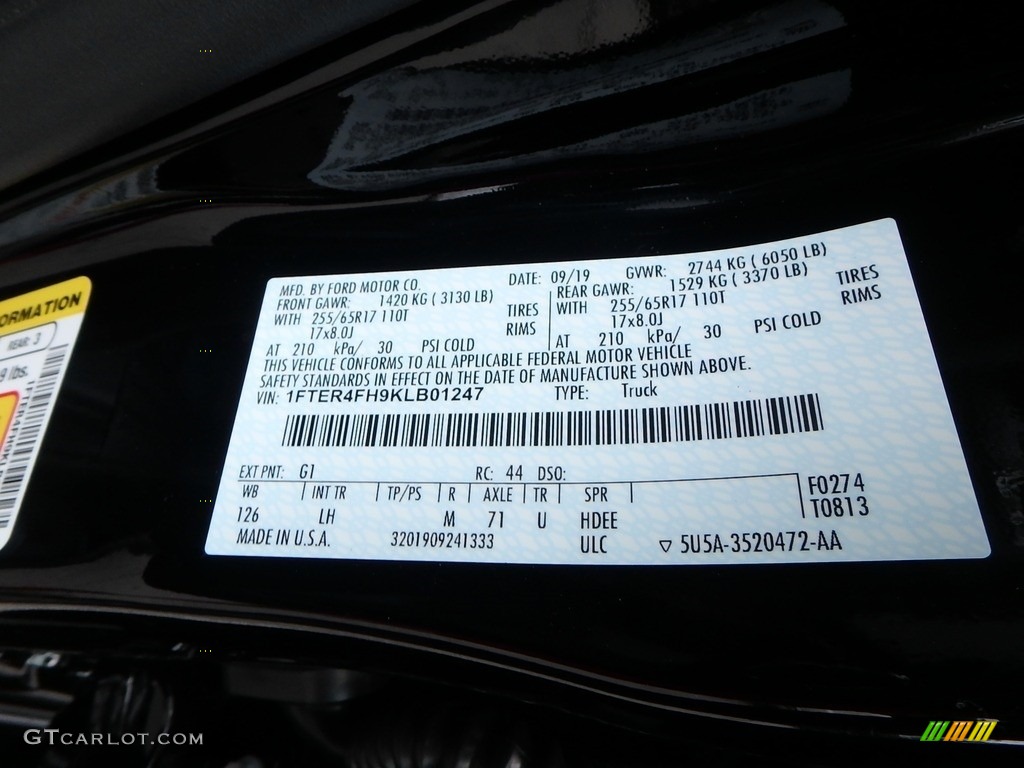 MFD. BY FORD MOTOR CO. DATE: 09/19 GVWR: 2744 KG ( 6050 LB)
FRONT GAWR: 1420 KG ( 3130 LB) REAR GAWR: 1529 KG ( 3370 LB)
WITH 255/65R17 110T TIRES WITH 255/65R17 110T TIRES
17x8.0J RIMS 17x8.0J RIMS
AT 210 kPa/ 30 PSI COLD AT 210 kPa/ 30 PSI COLD
THIS VEHICLE CONFORMS TO ALL APPLICABLE FEDERAL MOTOR VEHICLE
SAFETY STANDARDS IN EFFECT ON THE DATE OF MANUFACTURE SHOWN ABOVE.
VIN: 1FTER4FH9KLB01247 TYPE: Truck
EXT PNT: G1 RC: 44 DSO:
WB INT TR TP/PS R AXLE TR SPR F0274
126 LH M 71 U HDEE T0813
MADE IN U.S.A. 3201909241333 ULC 5U5A-3520472-AA
ORMATION
REAR: 3
9 lbs.
GTCARLOT.COM